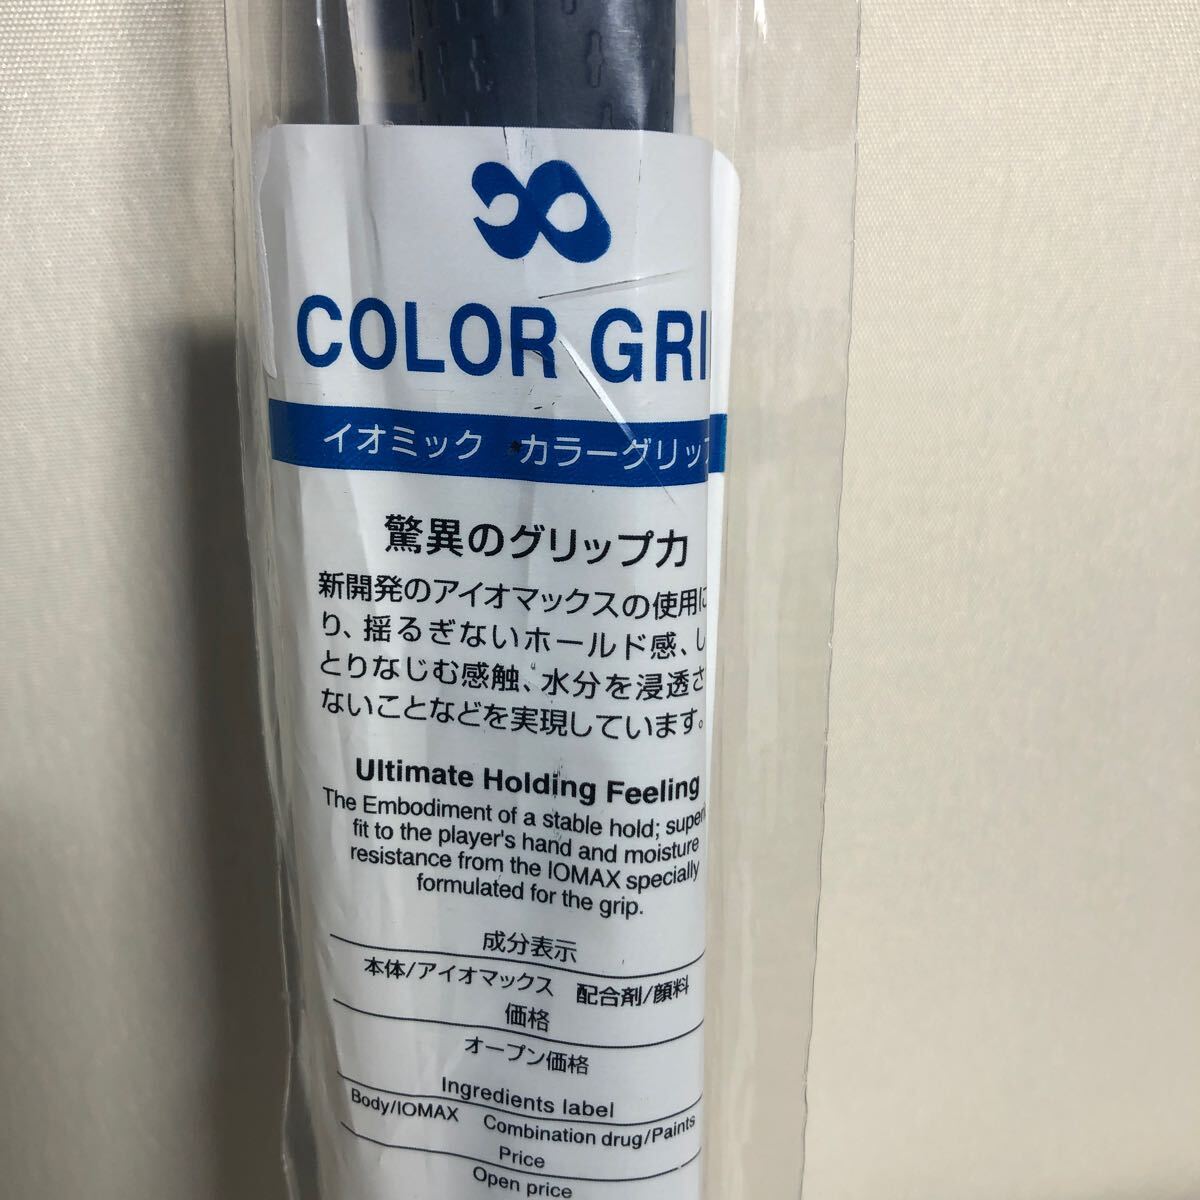 COLOR GRI
イオミック カラーグリップ
驚異のグリップ力
新開発のアイオマックスの使用に
り、揺るぎないホールド感、し
とりなじむ感触、水分を浸透さ
ないことなどを実現しています。
Ultimate Holding Feeling
The Embodiment of a stable hold; superi
fit to the player's hand and moisture
resistance from the IOMAX specially
formulated for the grip.
成分表示
本体/アイオマックス 配合剤/顔料
価格
オープン価格
Ingredients label
Body/IOMAX Combination drug/Paints
Price
Open price